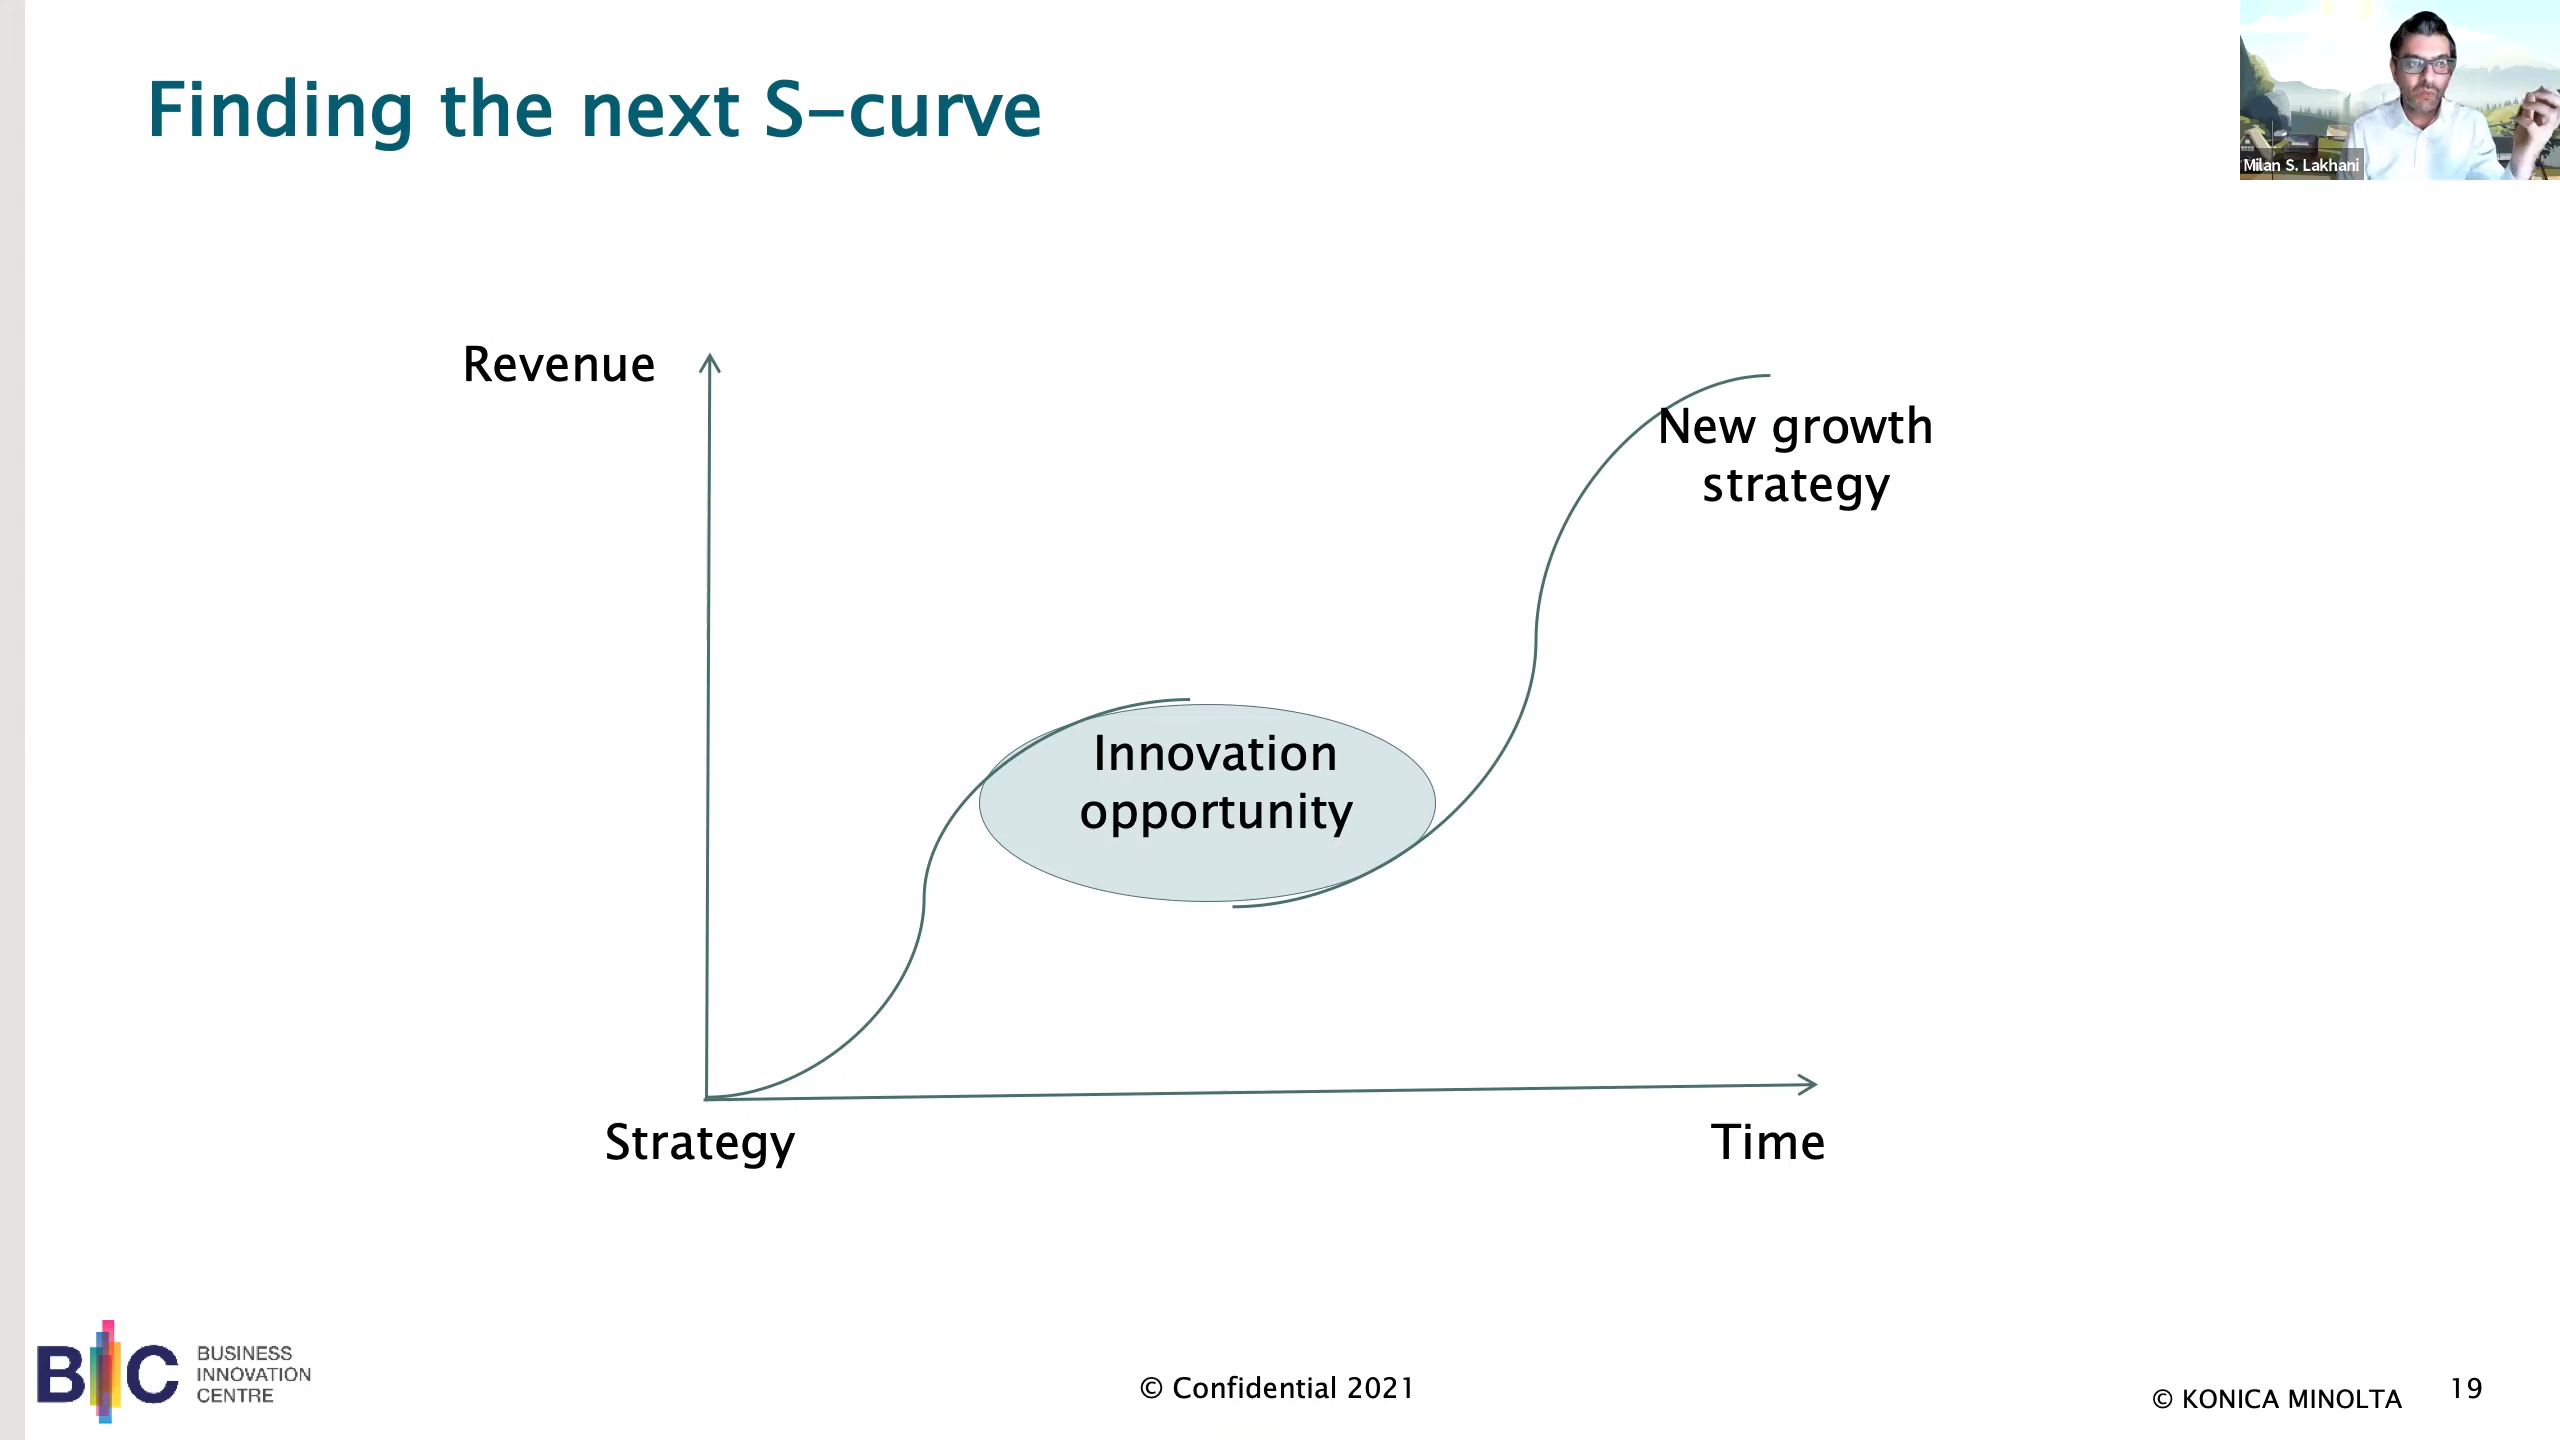 Finding the next S-curve
Milan S. Lakhani
Revenue
New growth
strategy
Innovation
opportunity
Strategy
Time
BIC
BUSINESS
INNOVATION
CENTRE
© Confidential 2021
© KONICA MINOLTA
19